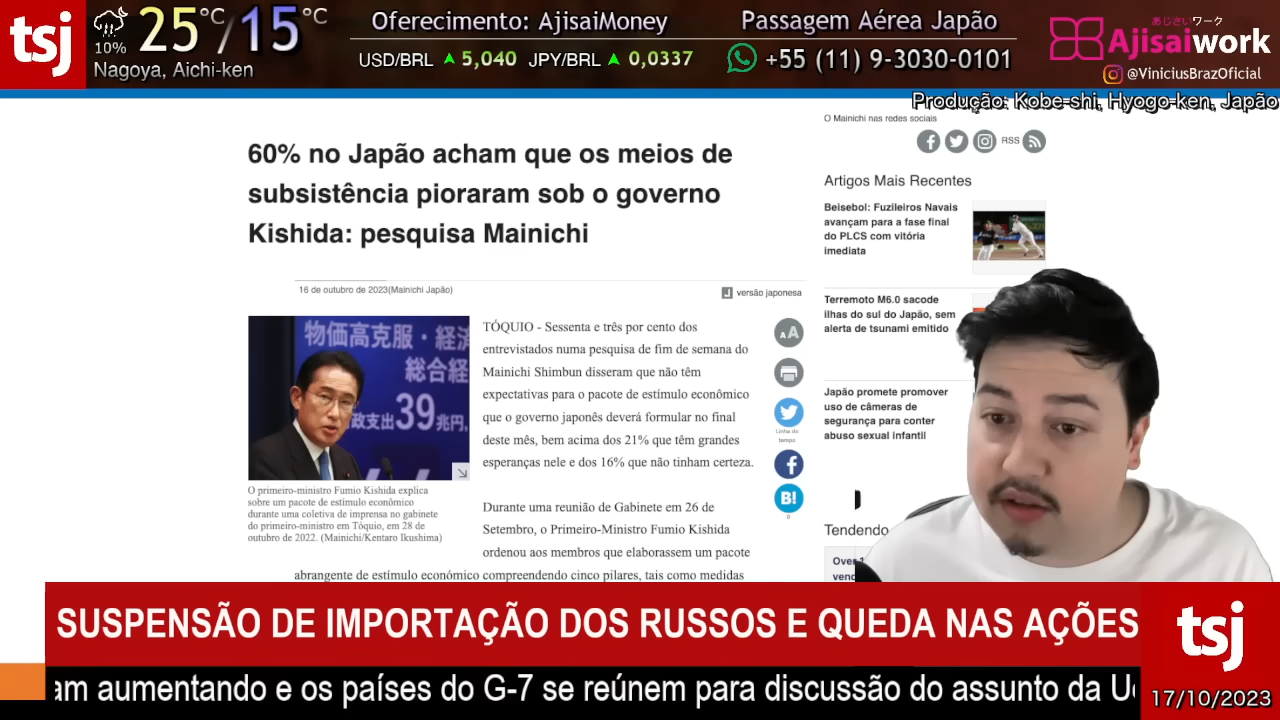 tsj
10%
25°C/15°C
Nagoya, Aichi-ken
Oferecimento: AjisaiMoney
Passagem Aérea Japão
USD/BRL 5,040 JPY/BRL 0,0337
+55 (11) 9-3030-0101
あじさいワーク
Ajisaiwork
@ViniciusBrazOficial
Produção: Kobe-shi, Hyogo-ken, Japão
60% no Japão acham que os meios de
subsistência pioraram sob o governo
Kishida: pesquisa Mainichi
16 de outubro de 2023(Mainichi Japão)
J versão japonesa
物価高克服・経済
総合経
政支出39兆円,
O primeiro-ministro Fumio Kishida explica
sobre um pacote de estímulo econômico
durante uma coletiva de imprensa no gabinete
do primeiro-ministro em Tóquio, em 28 de
outubro de 2022. (Mainichi/Kentaro Ikushima)
TÓQUIO - Sessenta e três por cento dos
entrevistados numa pesquisa de fim de semana do
Mainichi Shimbun disseram que não têm
expectativas para o pacote de estímulo econômico
que o governo japonês deverá formular no final
deste mês, bem acima dos 21% que têm grandes
esperanças nele e dos 16% que não tinham certeza.
Durante uma reunião de Gabinete em 26 de
Setembro, o Primeiro-Ministro Fumio Kishida
ordenou aos membros que elaborassem um pacote
abrangente de estímulo económico compreendendo cinco pilares, tais como medidas
AA
Linha do
tempo
B!
0
O Mainichi nas redes sociais
RSS
Artigos Mais Recentes
Beisebol: Fuzileiros Navais
avançam para a fase final
do PLCS com vitória
imediata
Terremoto M6.0 sacode
ilhas do sul do Japão, sem
alerta de tsunami emitido
Japão promete promover
uso de câmeras de
segurança para conter
abuso sexual infantil
Tendendo
Over
vend
SUSPENSÃO DE IMPORTAÇÃO DOS RUSSOS E QUEDA NAS AÇÕES
tsj
am aumentando e os países do G-7 se reúnem para discussão do assunto da
17/10/2023